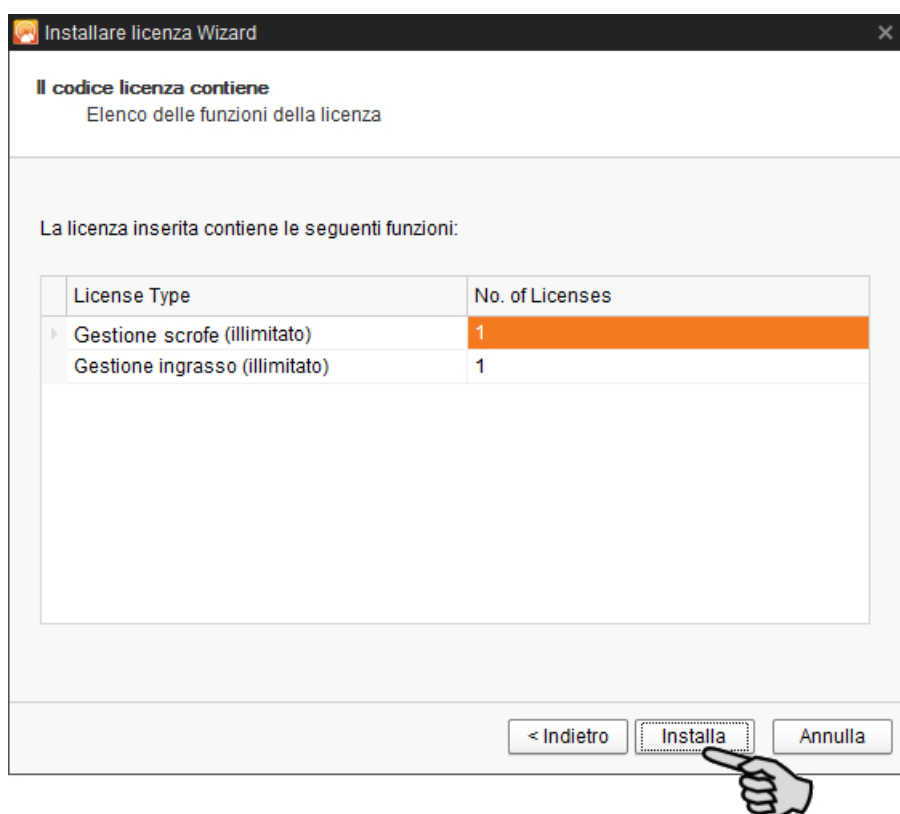 Installare licenza Wizard
Il codice licenza contiene
Elenco delle funzioni della licenza
La licenza inserita contiene le seguenti funzioni:
License Type No. of Licenses
Gestione scrofe (illimitato) 1
Gestione ingrasso (illimitato) 1
< Indietro Installa Annulla